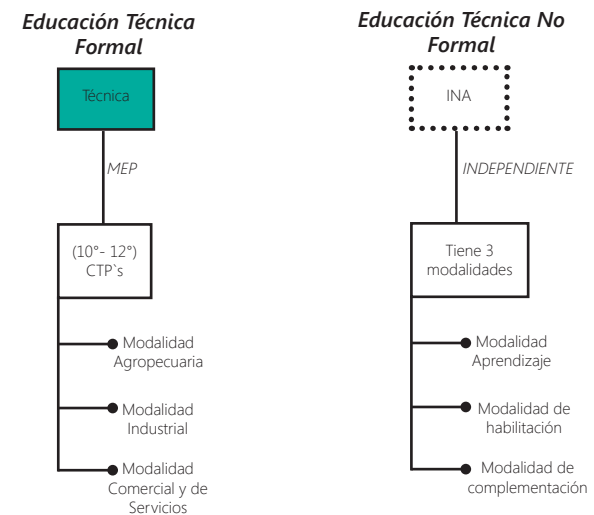 Educación Técnica
Formal
Técnica
MEP
(10°- 12°)
CTP`s
Modalidad
Agropecuaria
Modalidad
Industrial
Modalidad
Comercial y de
Servicios
Educación Técnica No
Formal
INA
INDEPENDIENTE
Tiene 3
modalidades
Modalidad
Aprendizaje
Modalidad de
habilitación
Modalidad de
complementación